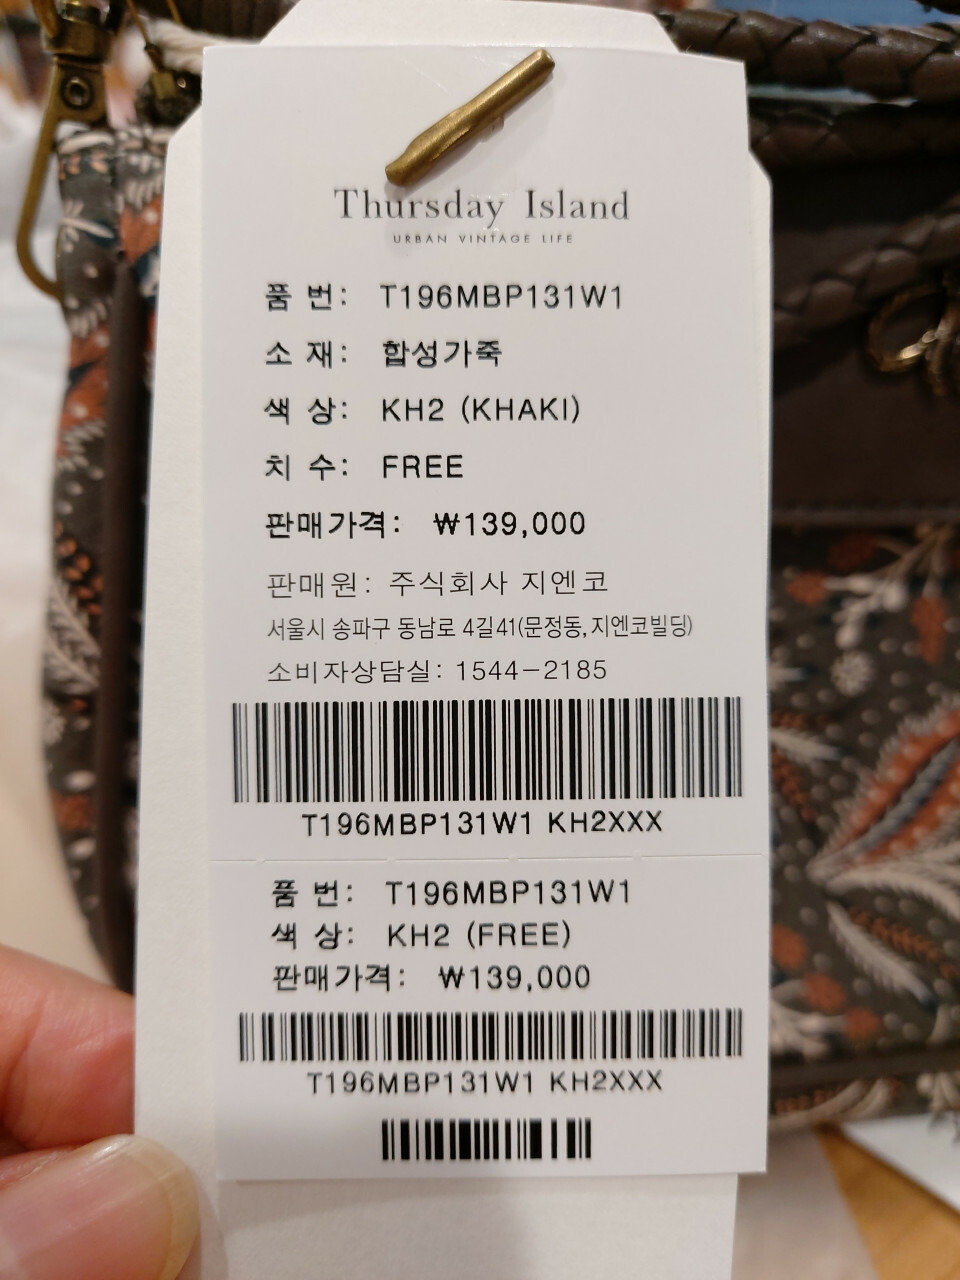 Thursday Island
URBAN VINTAGE LIFE
품 번: T196MBP131W1
소 재: 합성가죽
색 상: KH2 (KHAKI)
치 수: FREE
판매가격: ₩139,000
판매원: 주식회사 지엔코
서울시 송파구 동남로 4길41(문정동, 지엔코빌딩)
소비자상담실: 1544-2185
T196MBP131W1 KH2XXX
품 번: T196MBP131W1
색 상: KH2 (FREE)
판매가격: ₩139,000
T196MBP131W1 KH2XXX